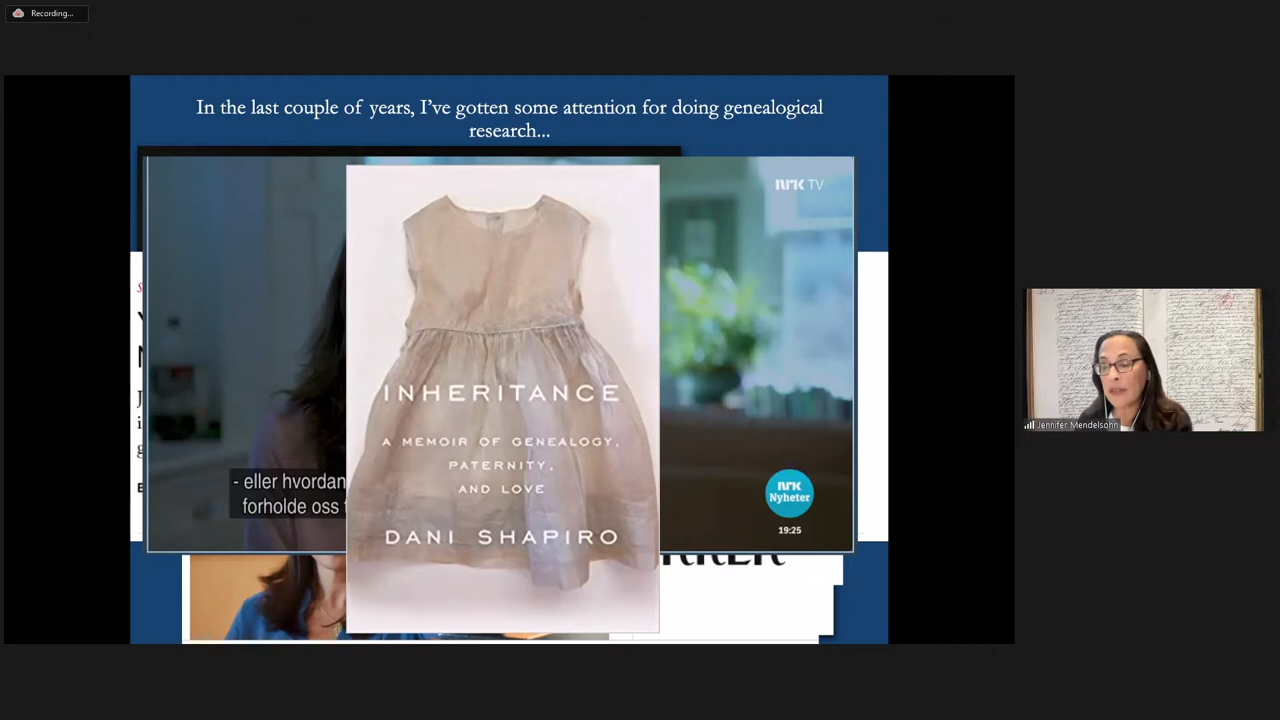 Recording...
In the last couple of years, I've gotten some attention for doing genealogical
research...
NRK TV
INHERITANCE
A MEMOIR OF GENEALOGY,
PATERNITY,
AND LOVE
- eller hvordan
forholde oss
DANI SHAPIRO
NRK
Nyheter
19:25
Jennifer Mendelsohn